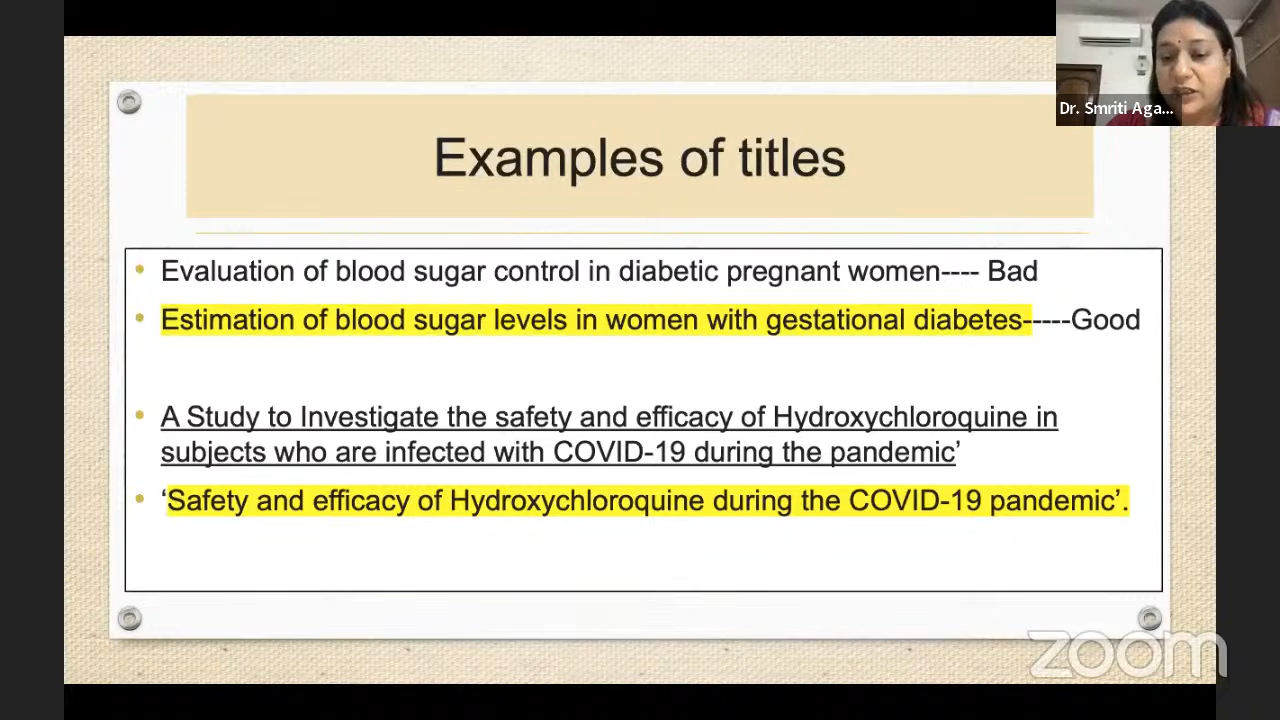 Dr. Smriti Aga...
Examples of titles
Evaluation of blood sugar control in diabetic pregnant women---- Bad
Estimation of blood sugar levels in women with gestational diabetes-----Good
A Study to Investigate the safety and efficacy of Hydroxychloroquine in
subjects who are infected with COVID-19 during the pandemic’
‘Safety and efficacy of Hydroxychloroquine during the COVID-19 pandemic’.
zoom